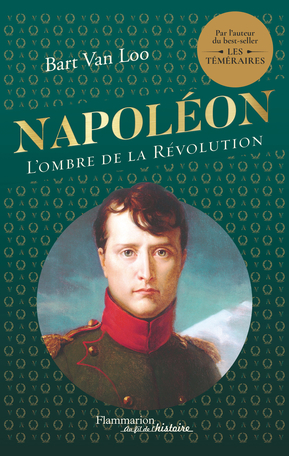 Bart Van Loo
Par l'auteur
du best-seller
LES
TÉMÉRAIRES
NAPOLÉON
L'OMBRE DE LA RÉVOLUTION
Flammarion
au fil de l'histoire